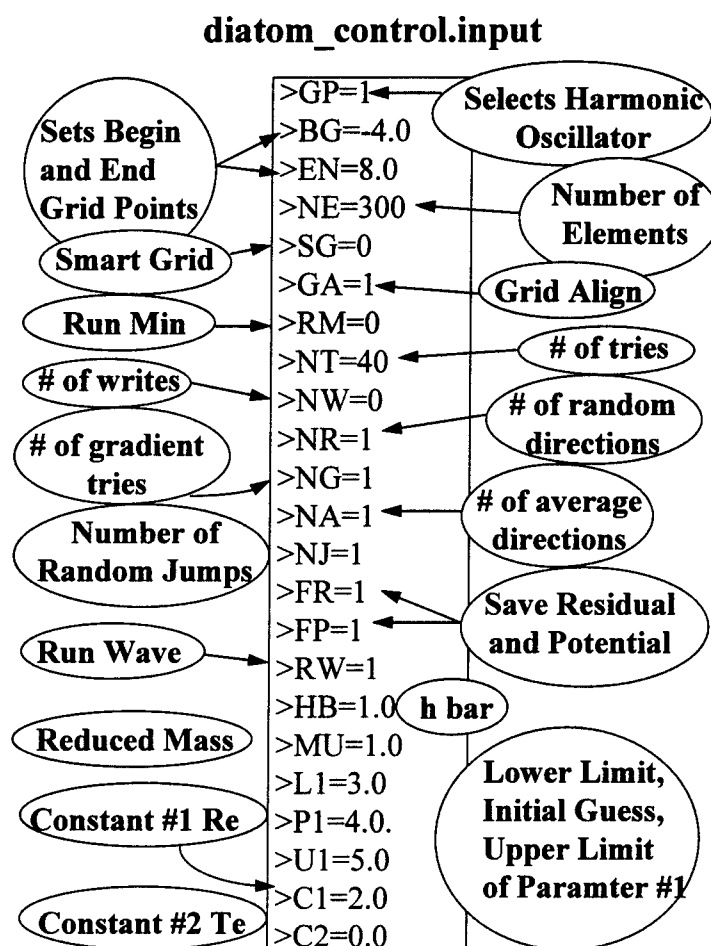 diatom_control.input
>GP=1
Selects Harmonic
Oscillator
Sets Begin
and End
Grid Points
>BG=-4.0
>EN=8.0
>NE=300
Number of
Elements
Smart Grid
>SG=0
>GA=1
Grid Align
Run Min
>RM=0
>NT=40
# of tries
# of writes
>NW=0
>NR=1
# of random
directions
# of gradient
tries
>NG=1
>NA=1
# of average
directions
Number of
Random Jumps
>NJ=1
>FR=1
>FP=1
Save Residual
and Potential
Run Wave
>RW=1
>HB=1.0
h bar
Reduced Mass
>MU=1.0
>L1=3.0
>P1=4.0.
>U1=5.0
Lower Limit,
Initial Guess,
Upper Limit
of Paramter #1
Constant #1 Re
>C1=2.0
Constant #2 Te
>C2=0.0